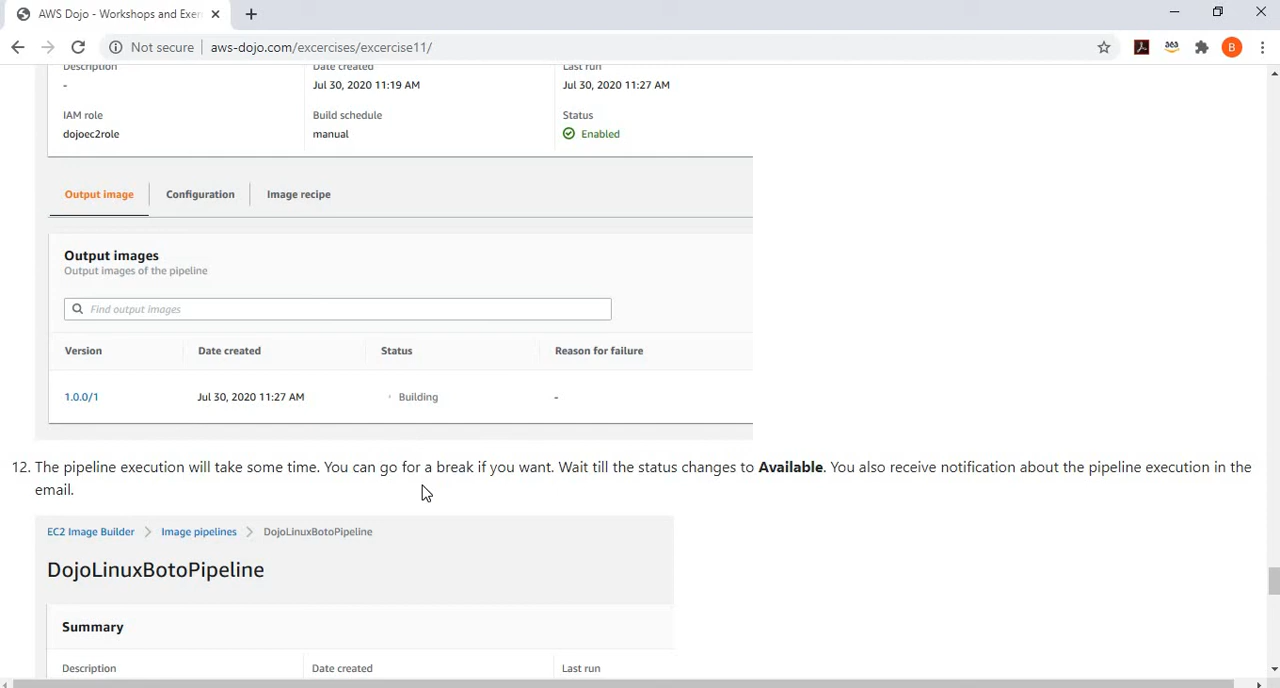 AWS Dojo - Workshops and Exer
Not secure aws-dojo.com/excercises/excercise11/
B
Description Date created Last run
- Jul 30, 2020 11:19 AM Jul 30, 2020 11:27 AM
IAM role Build schedule Status
dojoec2role manual Enabled
Output image Configuration Image recipe
Output images
Output images of the pipeline
Find output images
Version Date created Status Reason for failure
1.0.0/1 Jul 30, 2020 11:27 AM Building -
12. The pipeline execution will take some time. You can go for a break if you want. Wait till the status changes to Available. You also receive notification about the pipeline execution in the
email.
EC2 Image Builder Image pipelines DojoLinuxBotoPipeline
DojoLinuxBotoPipeline
Summary
Description Date created Last run